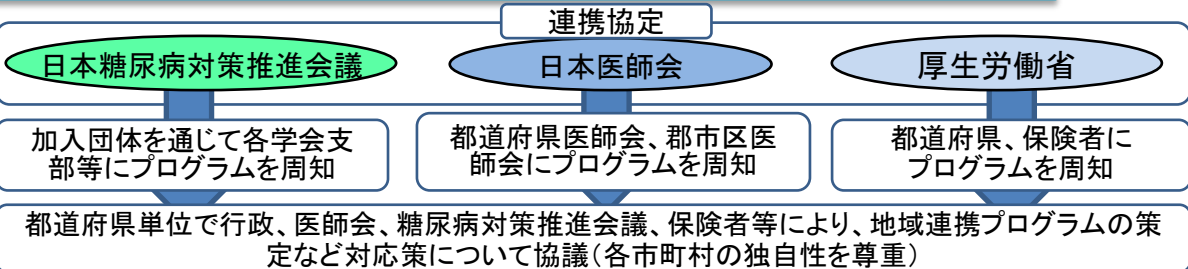 連携協定
日本糖尿病対策推進会議
日本医師会
厚生労働省
加入団体を通じて各学会支
部等にプログラムを周知
都道府県医師会、郡市区医
師会にプログラムを周知
都道府県、保険者に
プログラムを周知
都道府県単位で行政、医師会、糖尿病対策推進会議、保険者等により、地域連携プログラムの策
定など対応策について協議(各市町村の独自性を尊重)